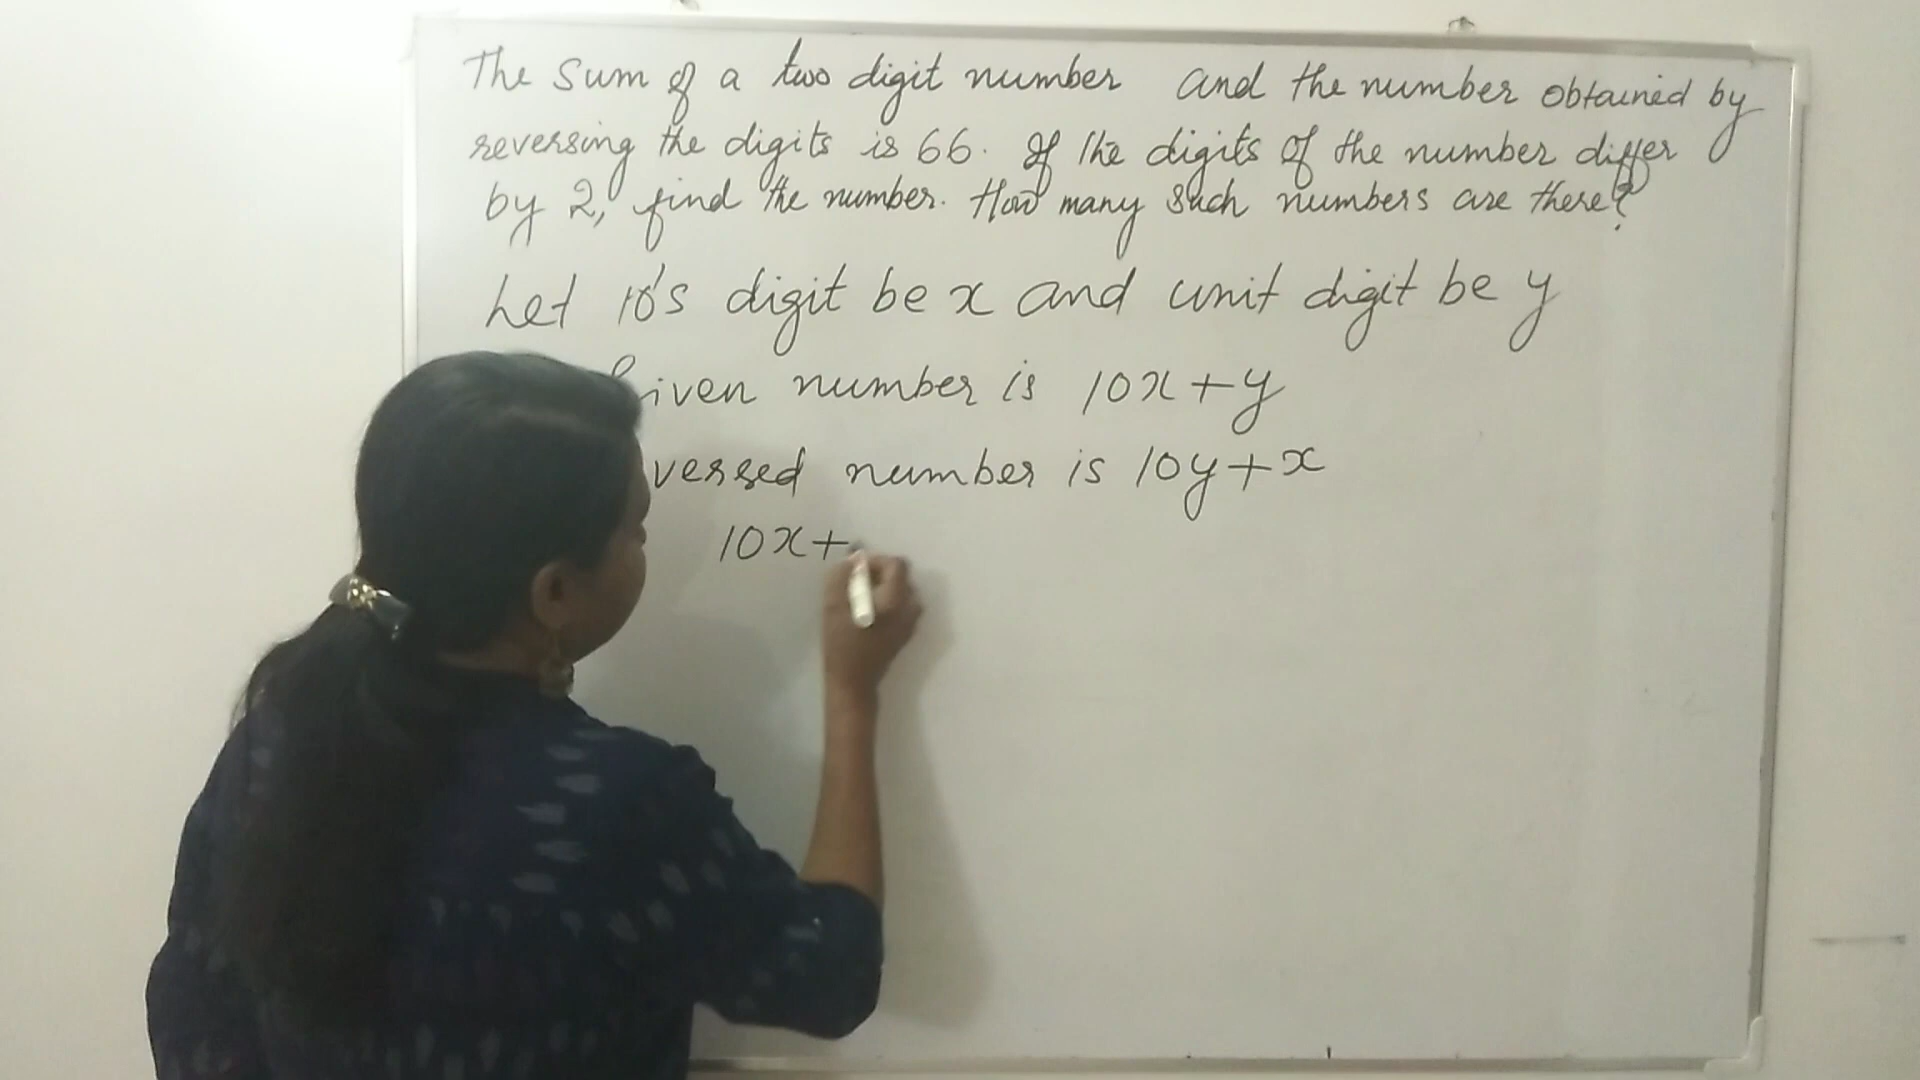 The sum of a two digit number and the number obtained by
reversing the digits is 66. If the digits of the number differ
by 2, find the number. How many such numbers are there?
Let 10's digit be x and unit digit be y
number is 10x+y
number is 10y+x
10x+